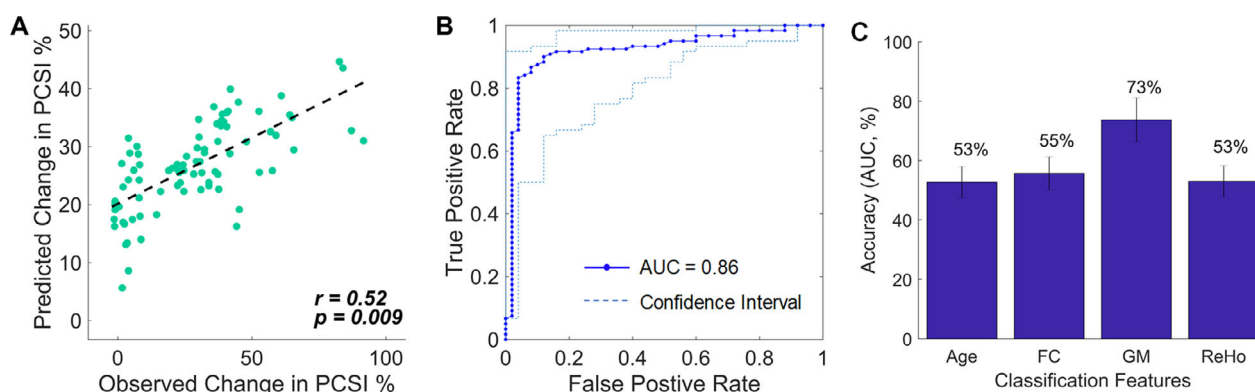 A
Predicted Change in PCSI %
50
40
30
20
10
0
r = 0.52
p = 0.009
0
50
100
Observed Change in PCSI %
B
True Positive Rate
1
0.8
0.6
0.4
0.2
0
AUC = 0.86
Confidence Interval
0
0.2
0.4
0.6
0.8
1
False Postive Rate
C
Accuracy (AUC, %)
100
80
60
40
20
0
53%
55%
73%
53%
Age
FC
GM
ReHo
Classification Features